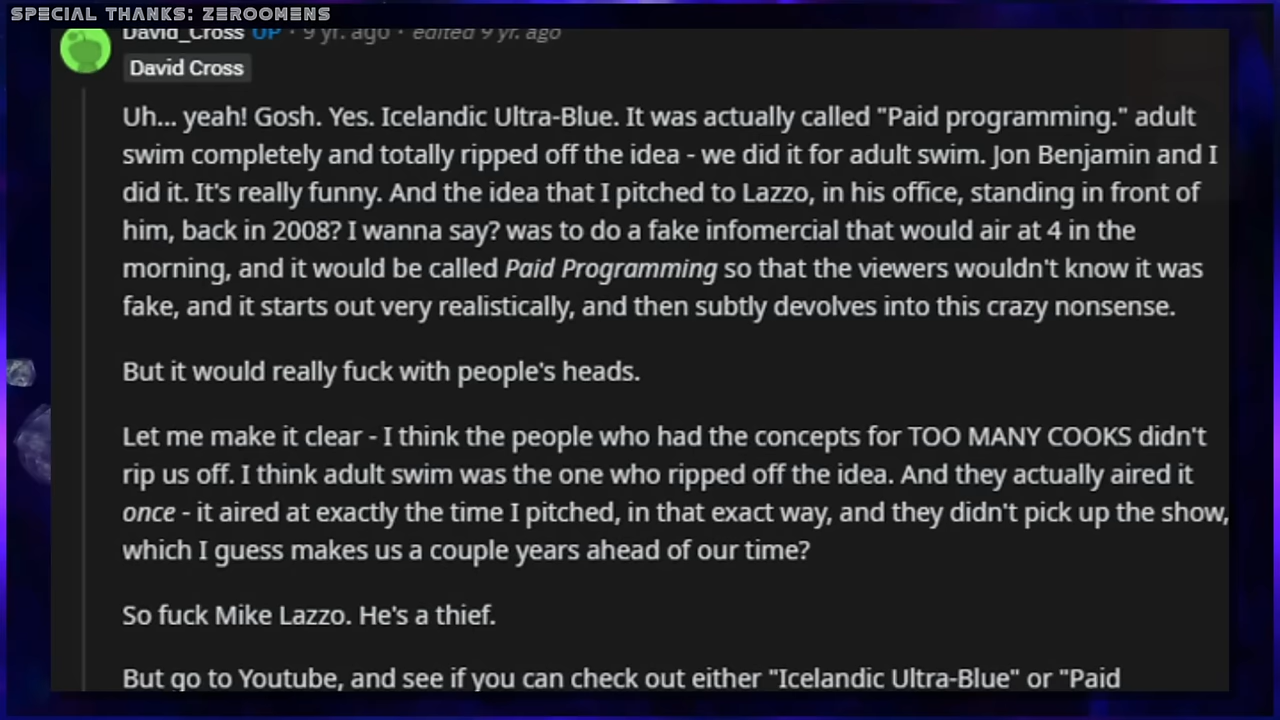 SPECIAL THANKS: ZEROOMENS
David_Cross UP · 9 yr. ago · edited 9 yr. ago
David Cross
Uh... yeah! Gosh. Yes. Icelandic Ultra-Blue. It was actually called "Paid programming." adult
swim completely and totally ripped off the idea - we did it for adult swim. Jon Benjamin and I
did it. It's really funny. And the idea that I pitched to Lazzo, in his office, standing in front of
him, back in 2008? I wanna say? was to do a fake infomercial that would air at 4 in the
morning, and it would be called Paid Programming so that the viewers wouldn't know it was
fake, and it starts out very realistically, and then subtly devolves into this crazy nonsense.
But it would really fuck with people's heads.
Let me make it clear - I think the people who had the concepts for TOO MANY COOKS didn't
rip us off. I think adult swim was the one who ripped off the idea. And they actually aired it
once - it aired at exactly the time I pitched, in that exact way, and they didn't pick up the show,
which I guess makes us a couple years ahead of our time?
So fuck Mike Lazzo. He's a thief.
But go to Youtube, and see if you can check out either "Icelandic Ultra-Blue" or "Paid